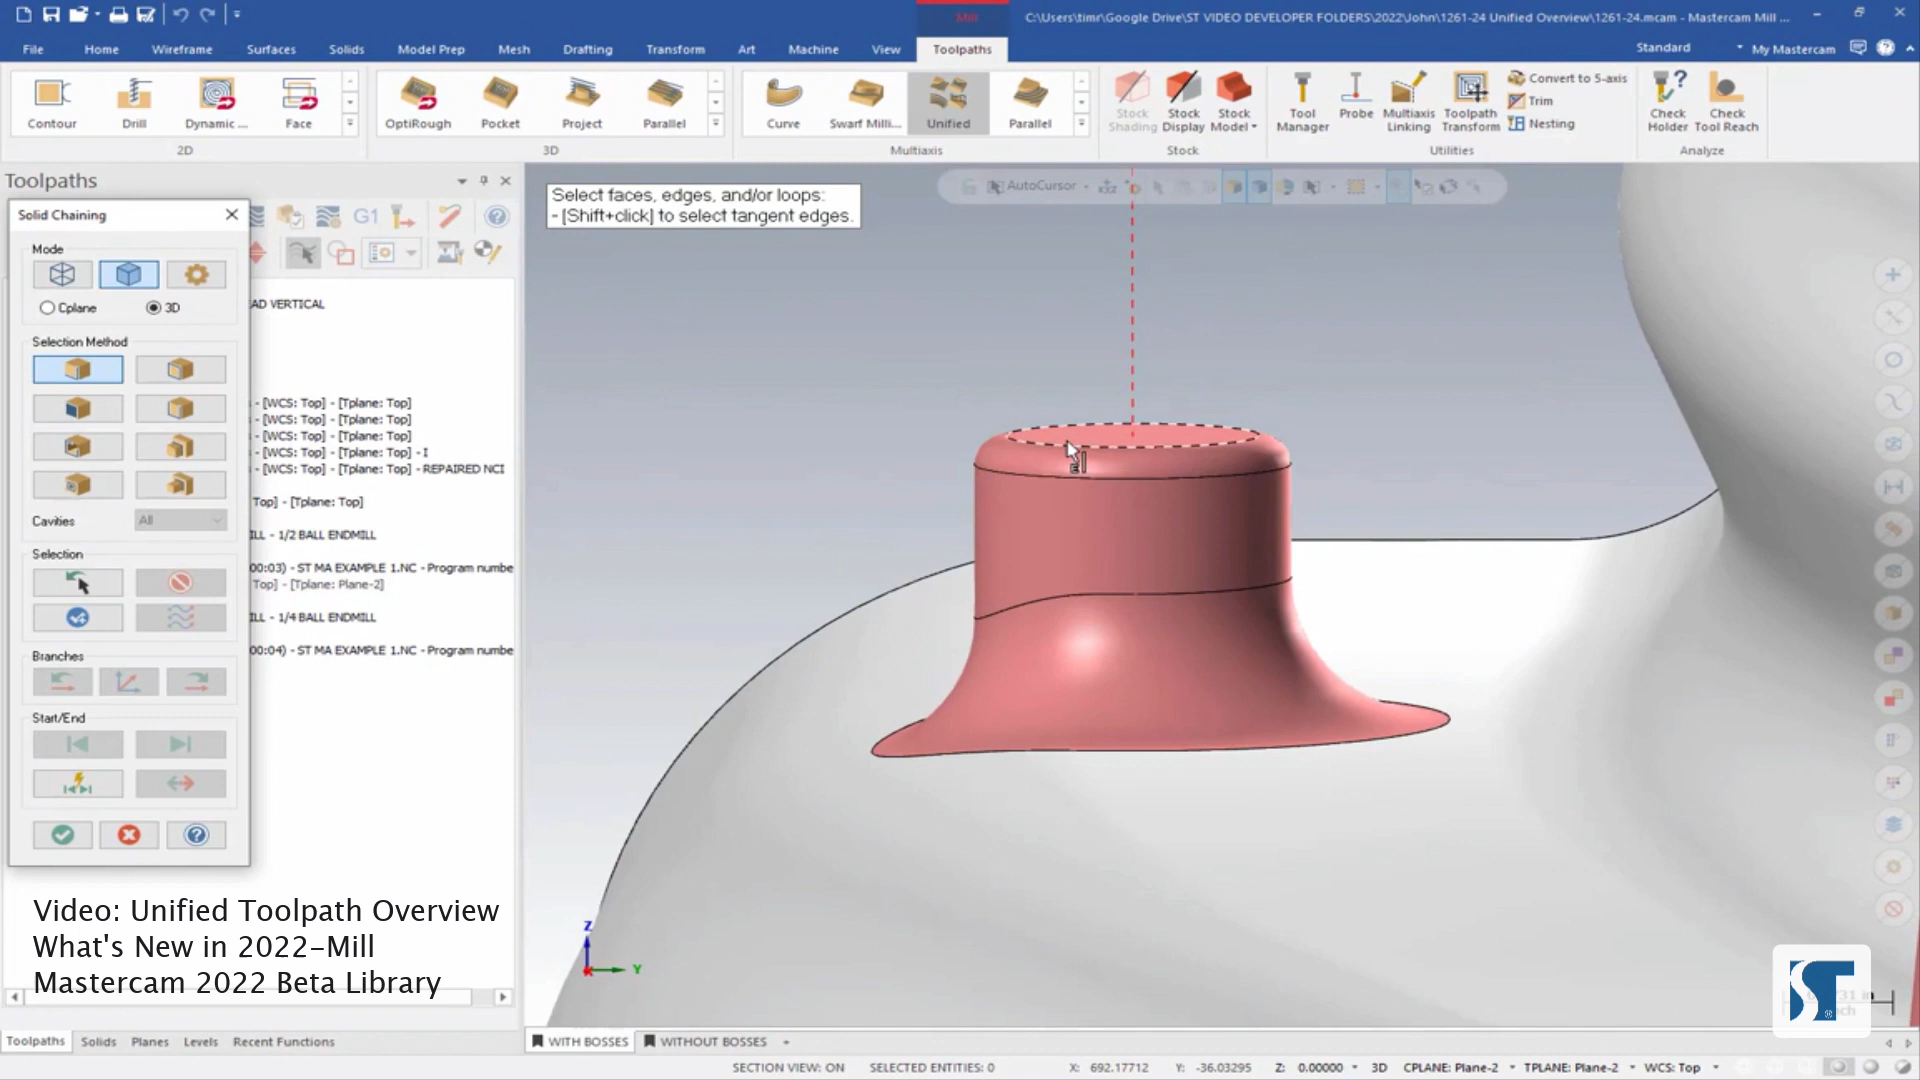 Mill
C:\Users\timr\Google Drive\ST VIDEO DEVELOPER FOLDERS\2022\John\1261-24 Unified Overview\1261-24.mcam - Mastercam Mill ...
File Home Wireframe Surfaces Solids Model Prep Mesh Drafting Transform Art Machine View Toolpaths Standard My Mastercam
Contour Drill Dynamic ... Face OptiRough Pocket Project Parallel Curve Swarf Milli... Unified Parallel
Stock Shading Stock Display Stock Model Tool Manager Probe Multiaxis Linking Toolpath Transform
Convert to 5-axis
Trim
Nesting
Check Holder Check Tool Reach
2D 3D Multiaxis Stock Utilities Analyze
Toolpaths
Solid Chaining
G1
Mode
Cplane 3D
Selection Method
Cavities All
Selection
Branches
Start/End
AD VERTICAL
- [WCS: Top] - [Tplane: Top]
- [WCS: Top] - [Tplane: Top]
- [WCS: Top] - [Tplane: Top]
- [WCS: Top] - [Tplane: Top] - I
- [WCS: Top] - [Tplane: Top] - REPAIRED NCI
Top] - [Tplane: Top]
ILL - 1/2 BALL ENDMILL
00:03) - ST MA EXAMPLE 1.NC - Program numbe
Top] - [Tplane: Plane-2]
ILL - 1/4 BALL ENDMILL
00:04) - ST MA EXAMPLE 1.NC - Program numbe
Select faces, edges, and/or loops:
- [Shift+click] to select tangent edges.
AutoCursor
Video: Unified Toolpath Overview
What's New in 2022-Mill
Mastercam 2022 Beta Library
Z
Y
ST
Toolpaths Solids Planes Levels Recent Functions
WITH BOSSES WITHOUT BOSSES
SECTION VIEW: ON SELECTED ENTITIES: 0 X: 692.17712 Y: -36.03295 Z: 0.00000 3D CPLANE: Plane-2 TPLANE: Plane-2 WCS: Top